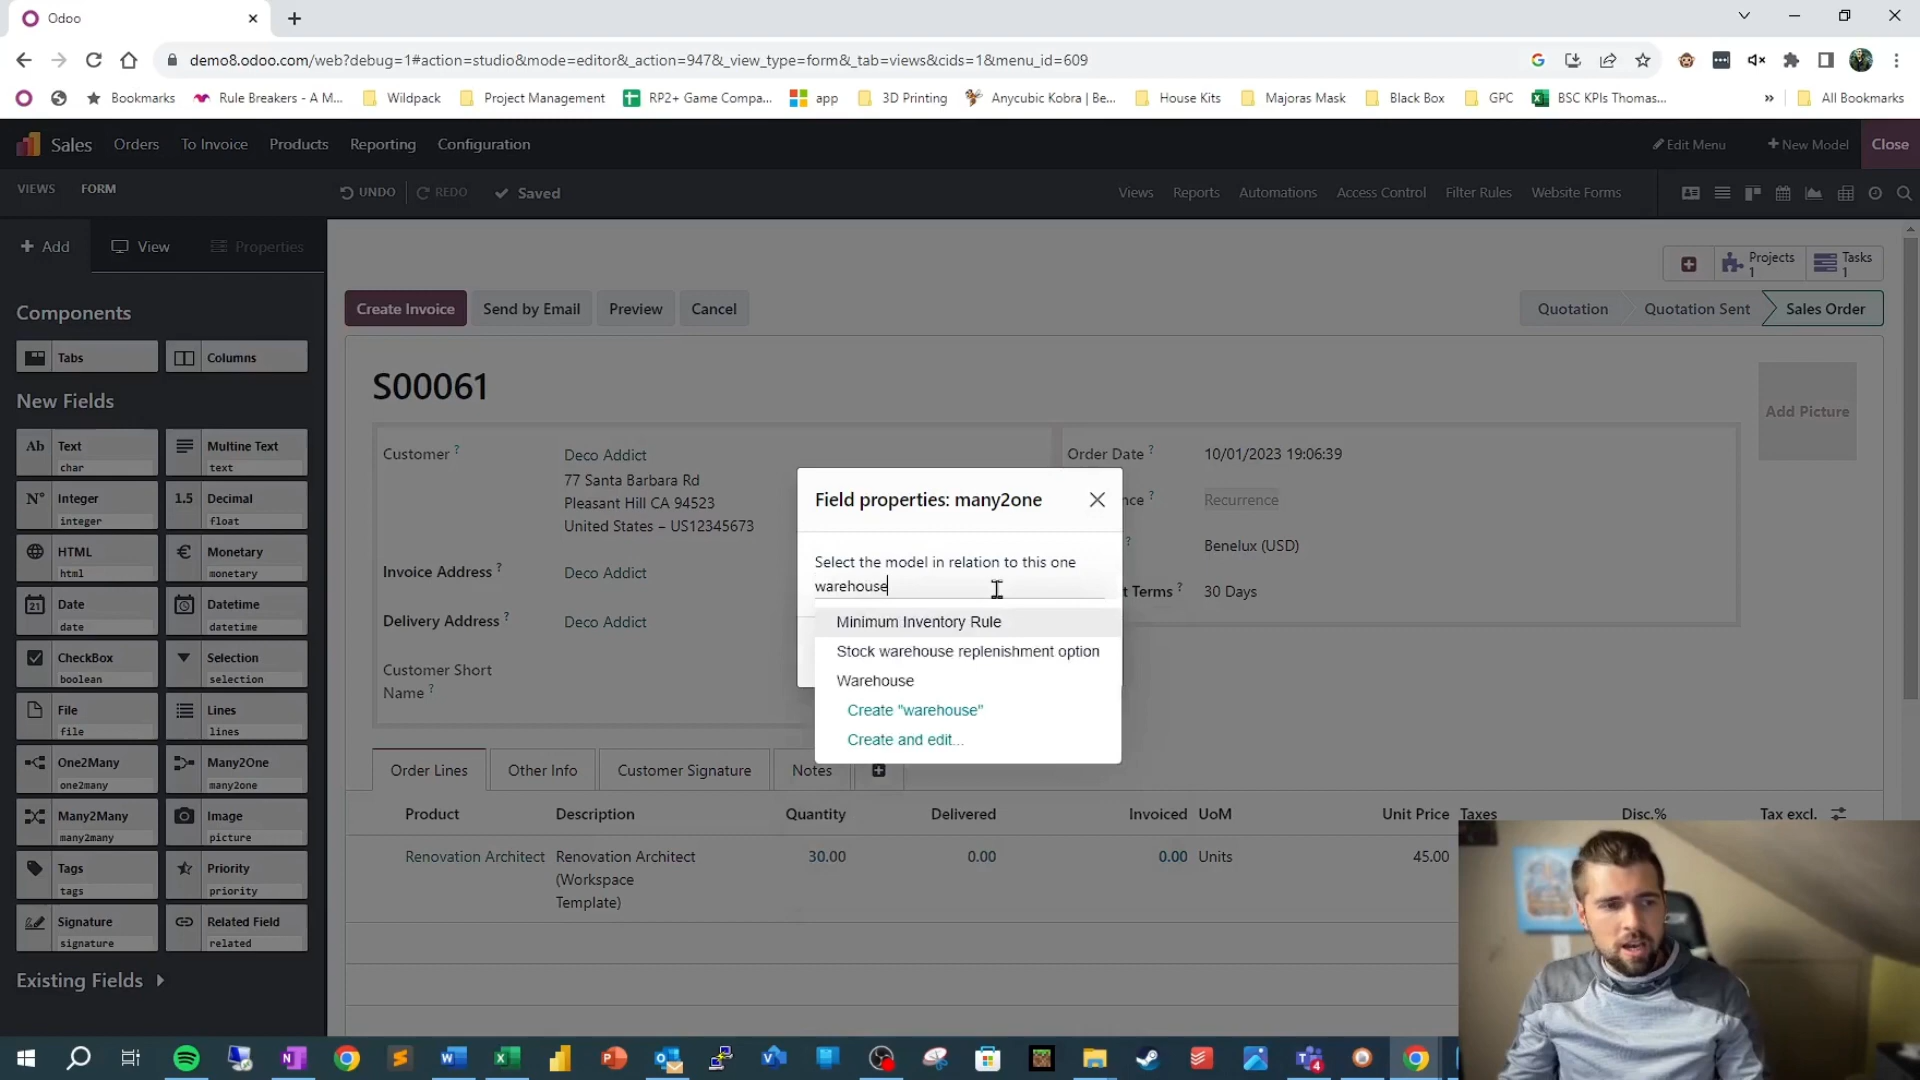 Odoo
demo8.odoo.com/web?debug=1#action=studio&mode=editor&_action=947&_view_type=form&_tab=views&cids=1&menu_id=609
Bookmarks Rule Breakers - A M... Wildpack Project Management RP2+ Game Compa... app 3D Printing Anycubic Kobra | Be... House Kits Majoras Mask Black Box GPC BSC KPIs Thomas... » All Bookmarks
Sales Orders To Invoice Products Reporting Configuration Edit Menu + New Model Close
VIEWS FORM UNDO REDO Saved Views Reports Automations Access Control Filter Rules Website Forms
+ Add View Properties
Projects
1
Tasks
1
Components
Tabs Columns
New Fields
Ab Text
char
Multine Text
text
N° Integer
integer
1.5 Decimal
float
HTML
html
€ Monetary
monetary
21 Date
date
Datetime
datetime
CheckBox
boolean
Selection
selection
File
file
Lines
lines
One2Many
one2many
Many2One
many2one
Many2Many
many2many
Image
picture
Tags
tags
Priority
priority
Signature
signature
Related Field
related
Existing Fields
Create Invoice Send by Email Preview Cancel Quotation Quotation Sent Sales Order
S00061
Add Picture
Customer ? Deco Addict
77 Santa Barbara Rd
Pleasant Hill CA 94523
United States – US12345673
Invoice Address ? Deco Addict
Delivery Address ? Deco Addict
Customer Short
Name ?
Order Date ? 10/01/2023 19:06:39
nce ? Recurrence
? Benelux (USD)
t Terms ? 30 Days
Field properties: many2one
Select the model in relation to this one
warehouse
Minimum Inventory Rule
Stock warehouse replenishment option
Warehouse
Create "warehouse"
Create and edit...
Order Lines Other Info Customer Signature Notes
Product Description Quantity Delivered Invoiced UoM Unit Price Taxes Disc.% Tax excl.
Renovation Architect Renovation Architect 30.00 0.00 0.00 Units 45.00
(Workspace
Template)
4